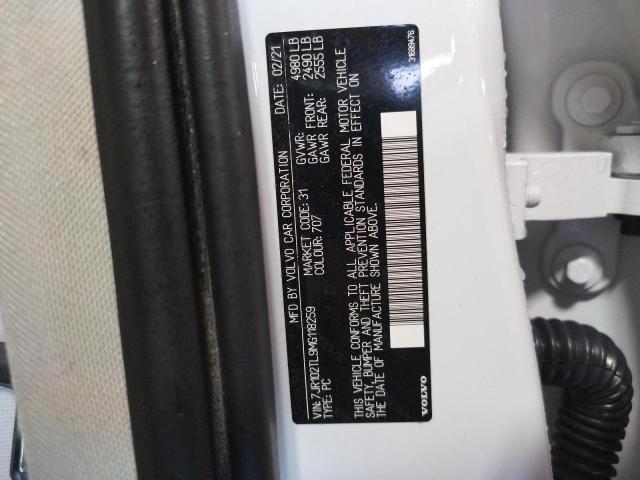 MFD BY VOLVO CAR CORPORATION DATE: 02/21
VIN: 7JR102TL9MG118259
TYPE: PC
MARKET CODE: 31
COLOUR: 707
GVWR: 4980 LB
GAWR FRONT: 2490 LB
GAWR REAR: 2555 LB
THIS VEHICLE CONFORMS TO ALL APPLICABLE FEDERAL MOTOR VEHICLE
SAFETY, BUMPER AND THEFT PREVENTION STANDARDS IN EFFECT ON
THE DATE OF MANUFACTURE SHOWN ABOVE.
VOLVO
31689476